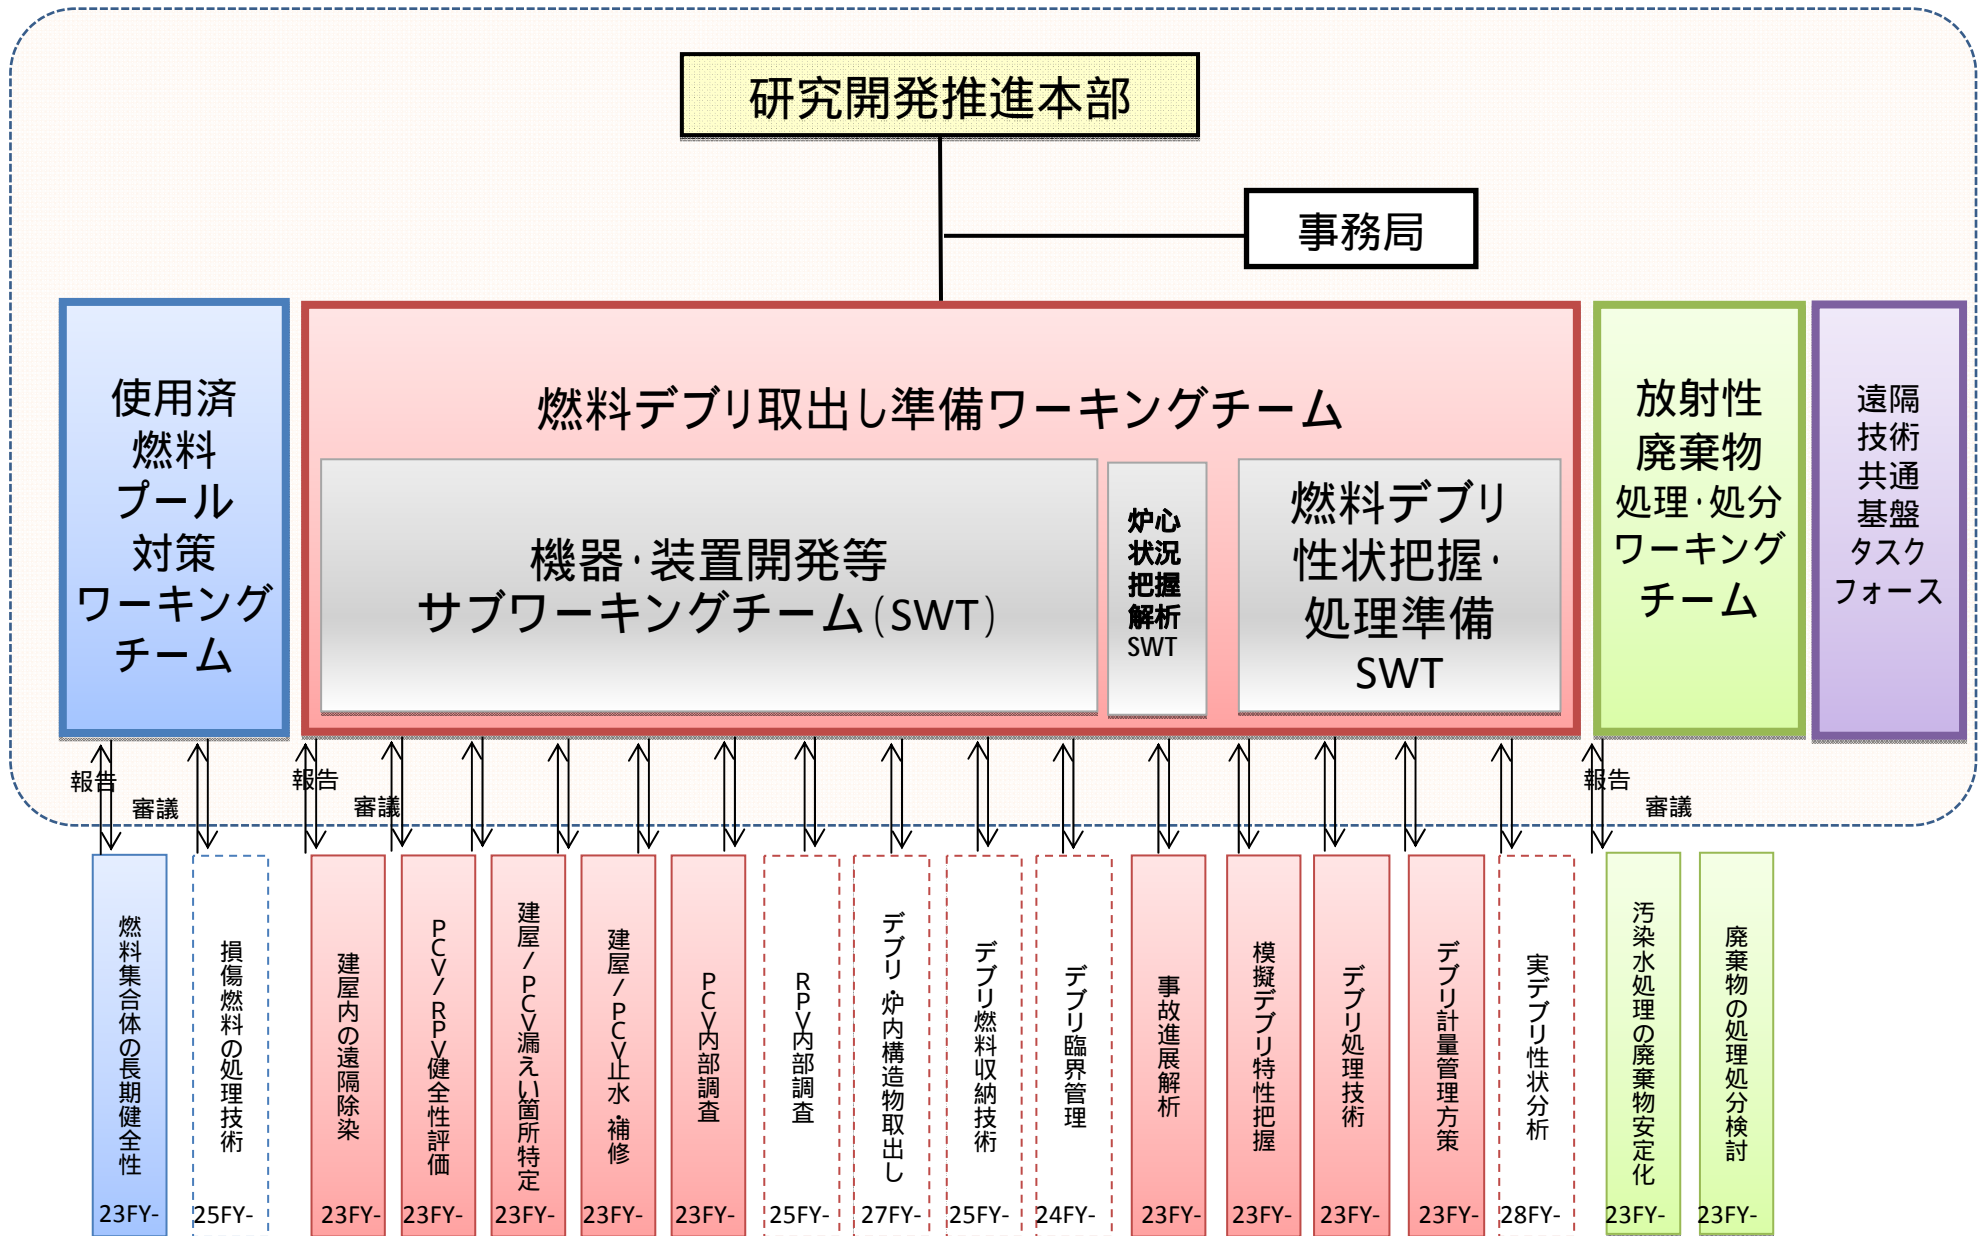 研究開発推進本部
事務局
使用済
燃料
プール
対策
ワーキング
チーム
燃料デブリ取出し準備ワーキングチーム
機器・装置開発等
サブワーキングチーム(SWT)
炉心
状況
把握
解析
SWT
燃料デブリ
性状把握・
処理準備
SWT
放射性
廃棄物
処理・処分
ワーキング
チーム
遠隔
技術
共通
基盤
タスク
フォース
報告
審議
報告
審議
報告
審議
燃料集合体の長期健全性
23FY-
損傷燃料の処理技術
25FY-
建屋内の遠隔除染
23FY-
PCV/RPV健全性評価
23FY-
建屋/PCV漏えい箇所特定
23FY-
建屋/PCV止水・補修
23FY-
PCV内部調査
23FY-
RPV内部調査
25FY-
デブリ・炉内構造物取出し
27FY-
デブリ燃料収納技術
25FY-
デブリ臨界管理
24FY-
事故進展解析
23FY-
模擬デブリ特性把握
23FY-
デブリ処理技術
23FY-
デブリ計量管理方策
23FY-
実デブリ性状分析
28FY-
汚染水処理の廃棄物安定化
23FY-
廃棄物の処理処分検討
23FY-